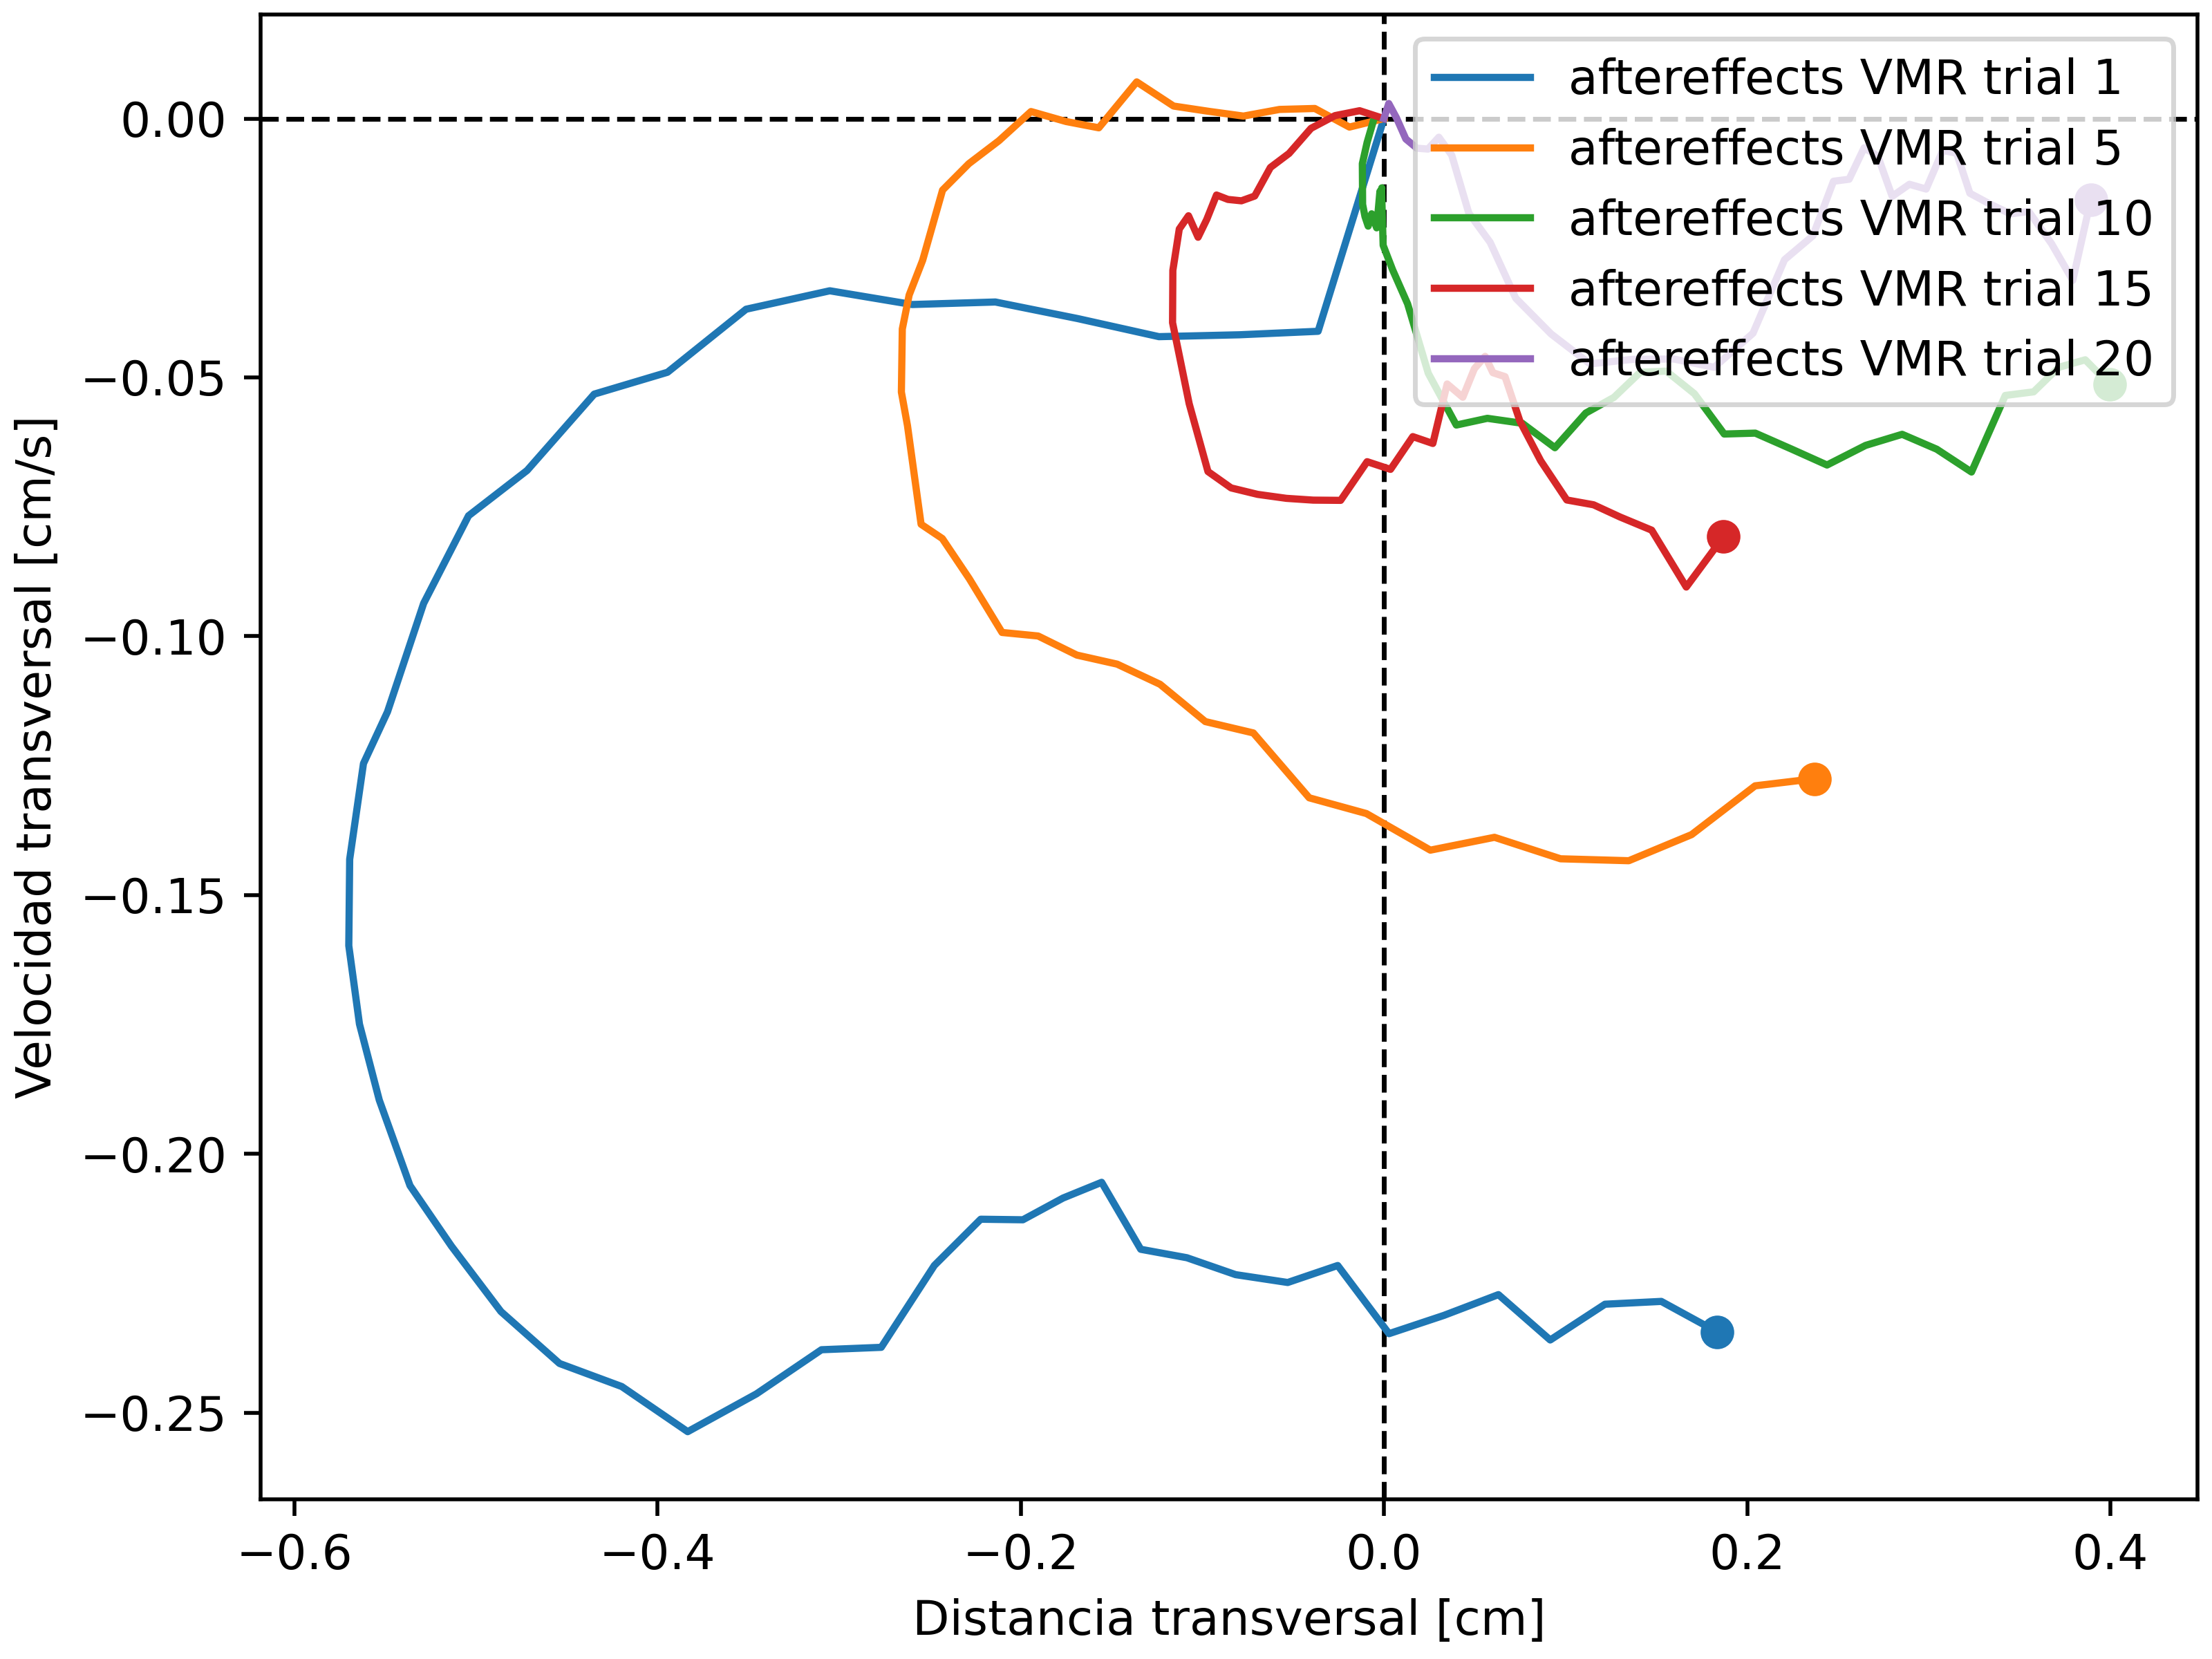 aftereffects VMR trial 1
aftereffects VMR trial 5
aftereffects VMR trial 10
aftereffects VMR trial 15
aftereffects VMR trial 20
Velocidad transversal [cm/s]
0.00
−0.05
−0.10
−0.15
−0.20
−0.25
−0.6
−0.4
−0.2
0.0
0.2
0.4
Distancia transversal [cm]